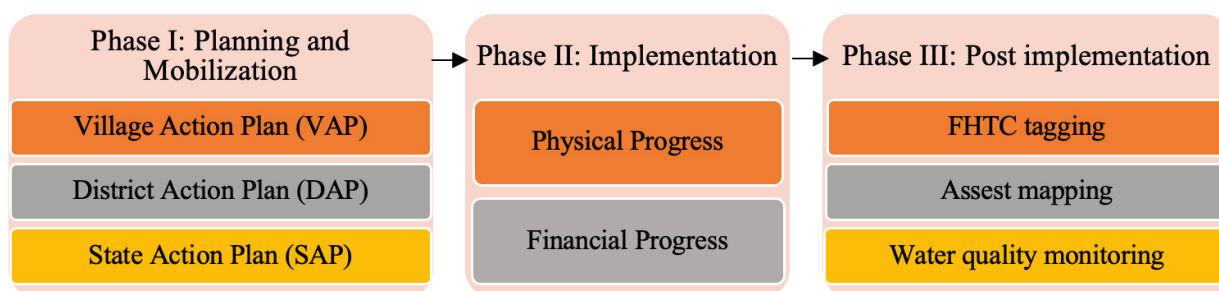 Phase I: Planning and
Mobilization
Village Action Plan (VAP)
District Action Plan (DAP)
State Action Plan (SAP)
Phase II: Implementation
Physical Progress
Financial Progress
Phase III: Post implementation
FHTC tagging
Assest mapping
Water quality monitoring